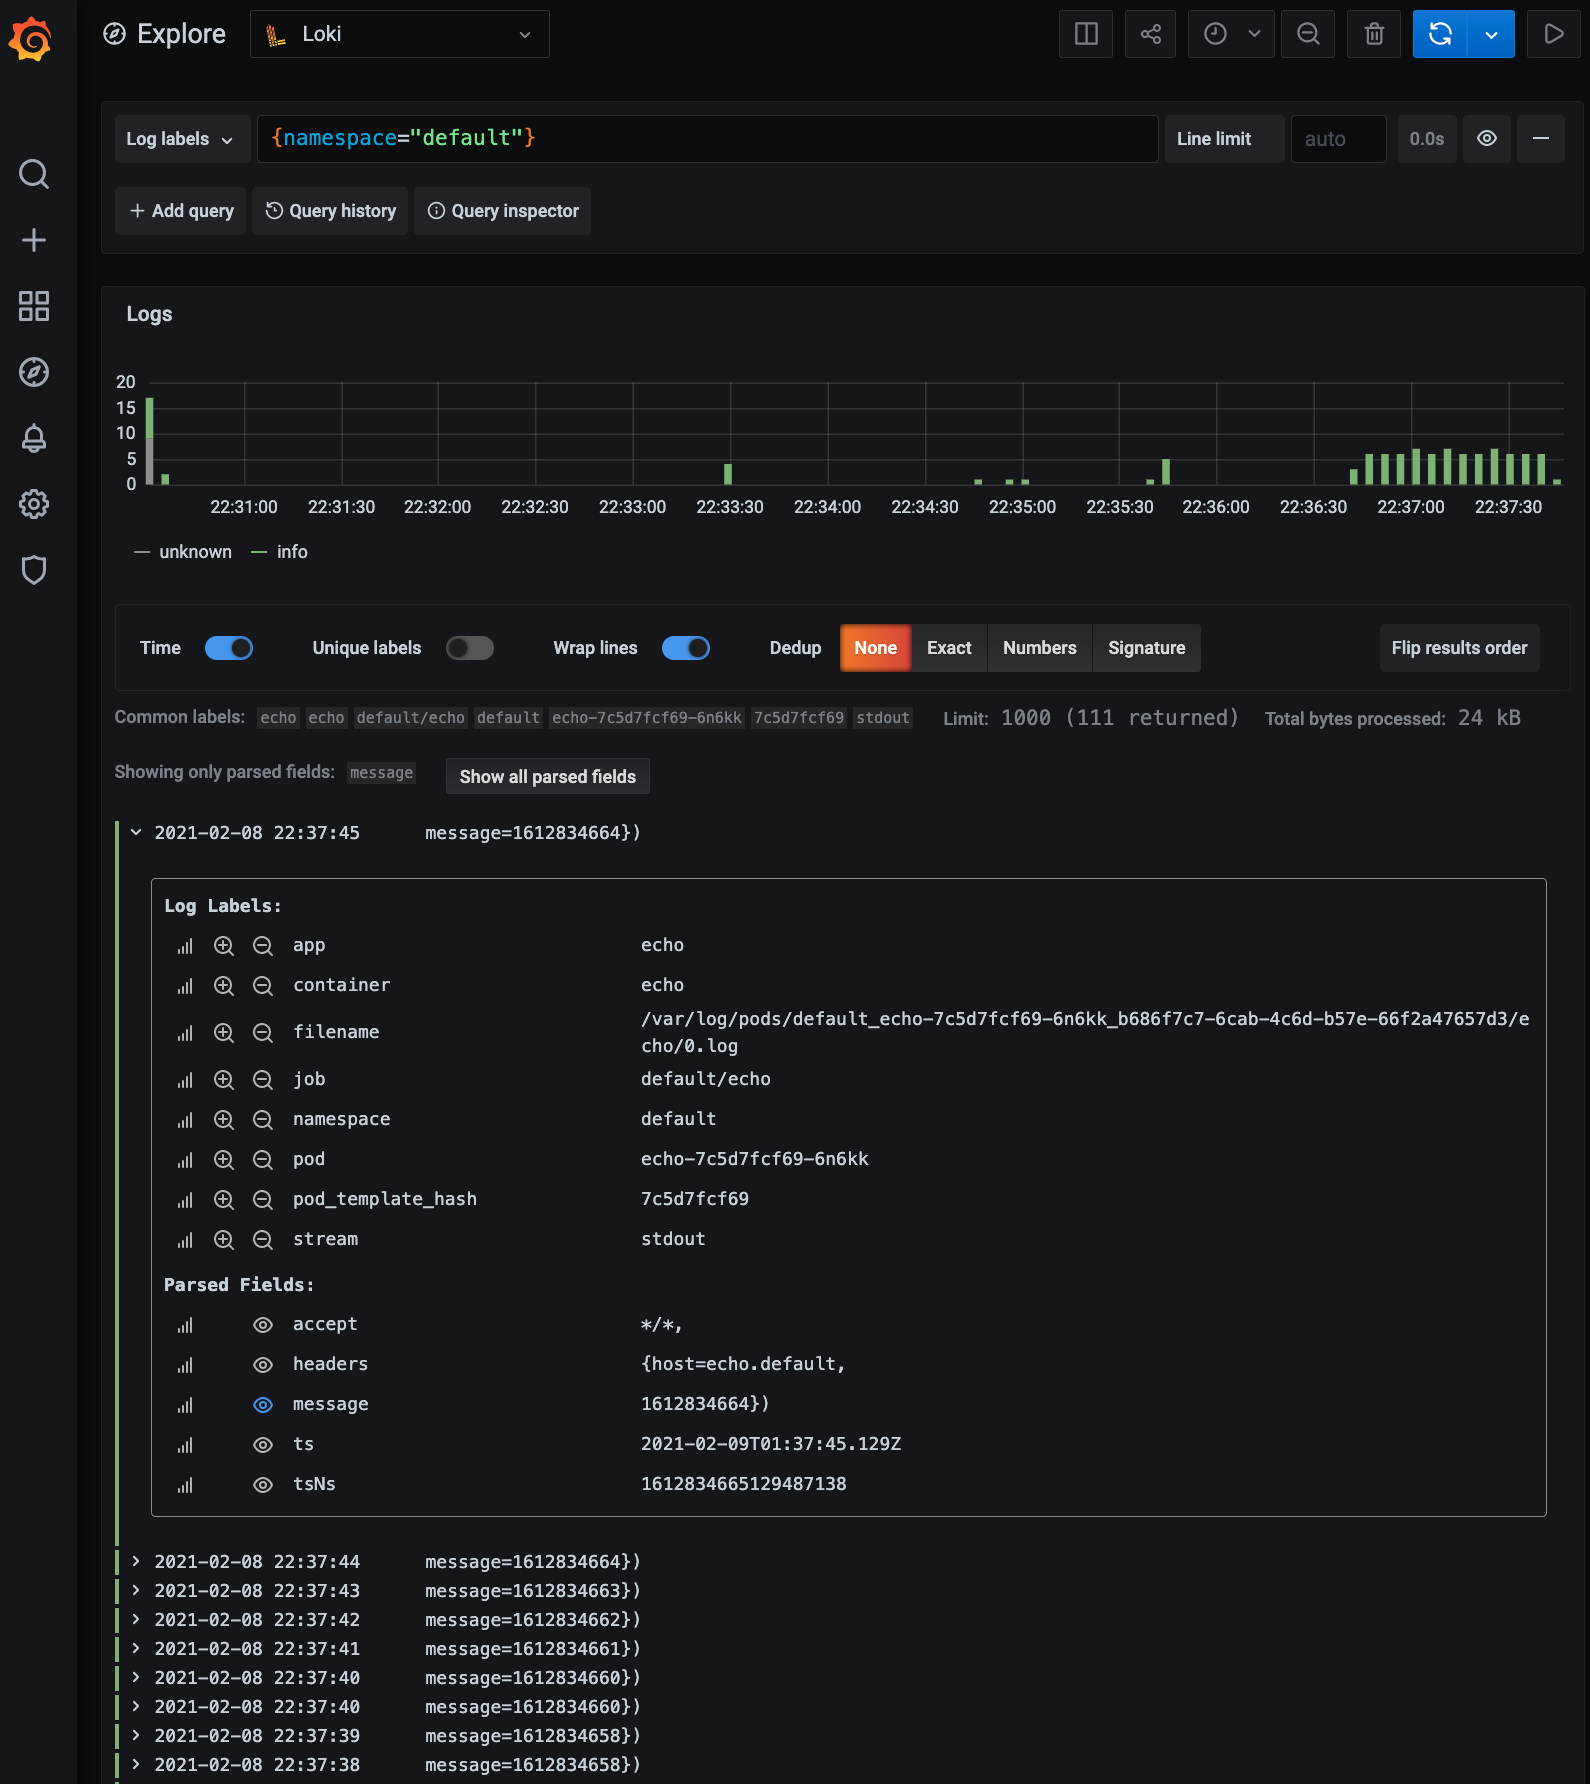 Explore Loki
Log labels {namespace="default"} Line limit auto 0.0s
Add query Query history Query inspector
Logs
20
15
10
5
0
22:31:00 22:31:30 22:32:00 22:32:30 22:33:00 22:33:30 22:34:00 22:34:30 22:35:00 22:35:30 22:36:00 22:36:30 22:37:00 22:37:30
unknown info
Time Unique labels Wrap lines Dedup None Exact Numbers Signature Flip results order
Common labels: echo echo default/echo default echo-7c5d7fcf69-6n6kk 7c5d7fcf69 stdout Limit: 1000 (111 returned) Total bytes processed: 24 kB
Showing only parsed fields: message Show all parsed fields
2021-02-08 22:37:45 message=1612834664})
Log Labels:
app echo
container echo
filename /var/log/pods/default_echo-7c5d7fcf69-6n6kk_b686f7c7-6cab-4c6d-b57e-66f2a47657d3/e
cho/0.log
job default/echo
namespace default
pod echo-7c5d7fcf69-6n6kk
pod_template_hash 7c5d7fcf69
stream stdout
Parsed Fields:
accept */*,
headers {host=echo.default,
message 1612834664})
ts 2021-02-09T01:37:45.129Z
tsNs 1612834665129487138
2021-02-08 22:37:44 message=1612834664})
2021-02-08 22:37:43 message=1612834663})
2021-02-08 22:37:42 message=1612834662})
2021-02-08 22:37:41 message=1612834661})
2021-02-08 22:37:40 message=1612834660})
2021-02-08 22:37:40 message=1612834660})
2021-02-08 22:37:39 message=1612834658})
2021-02-08 22:37:38 message=1612834658})